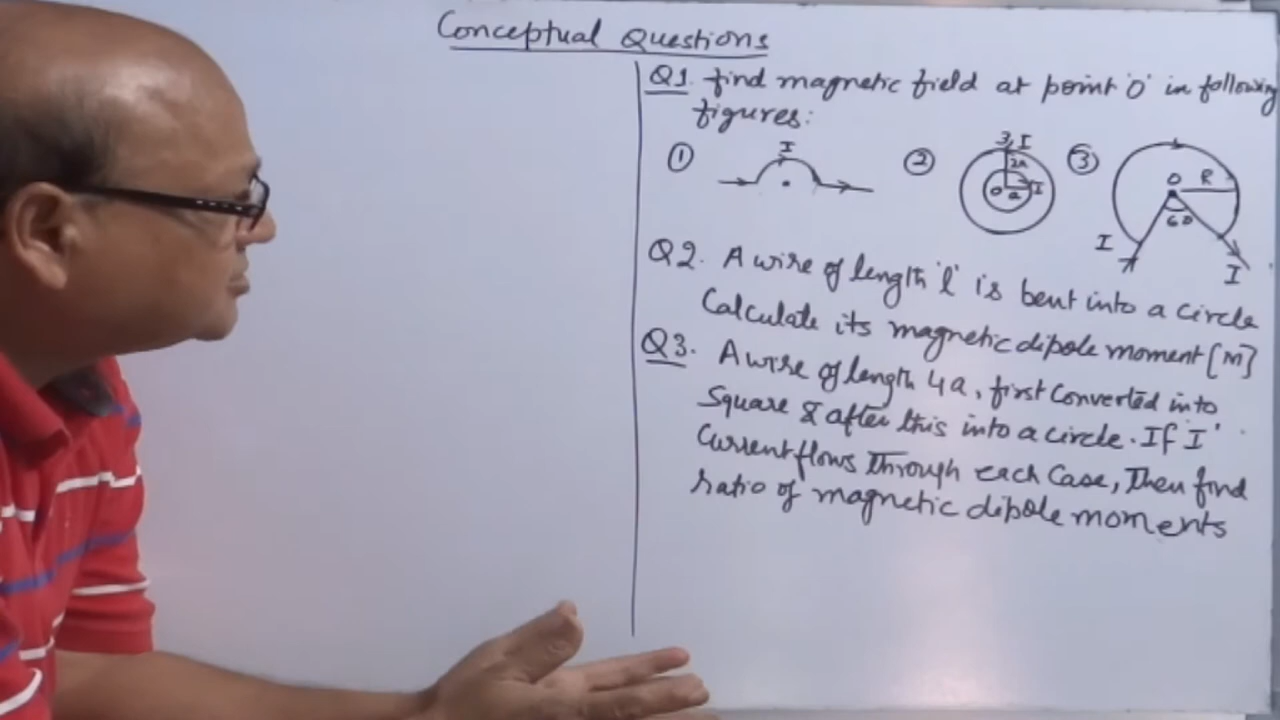 Conceptual Questions
Q1. find magnetic field at point 'O' in following
figures:
① I
② 3I 2a O a I
③ O R 60 I I
Q2. A wire of length 'l' is bent into a circle
Calculate its magnetic dipole moment [M]
Q3. A wire of length 4a, first converted into
Square & after this into a circle. If I'
Current flows through each Case, Then find
ratio of magnetic dipole moments